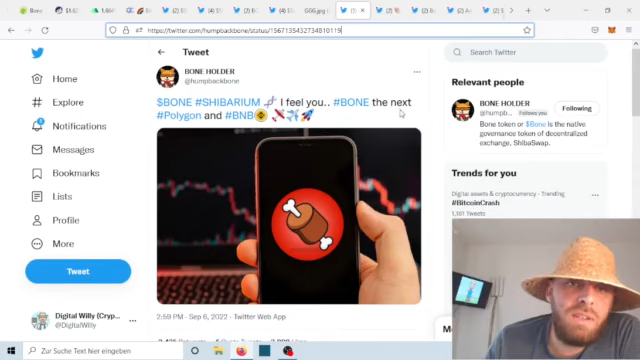 https://twitter.com/humpbackbone/status/1567135432734810119
Tweet
Search Twitter
BONE HOLDER
@humpbackbone
$BONE #SHIBARIUM I feel you.. #BONE the next
#Polygon and #BNB
2:59 PM · Sep 6, 2022 · Twitter Web App
Home
Explore
Notifications
Messages
Bookmarks
Lists
Profile
More
Tweet
Digital Willy (Cryp...
@DigitalWilly
Relevant people
BONE HOLDER
@humpb... Follows you
Following
Bone token or $Bone is the native
governance token of decentralized
exchange, ShibaSwap.
Trends for you
Digital assets & cryptocurrency · Trending
#BitcoinCrash
Zur Suche Text hier eingeben